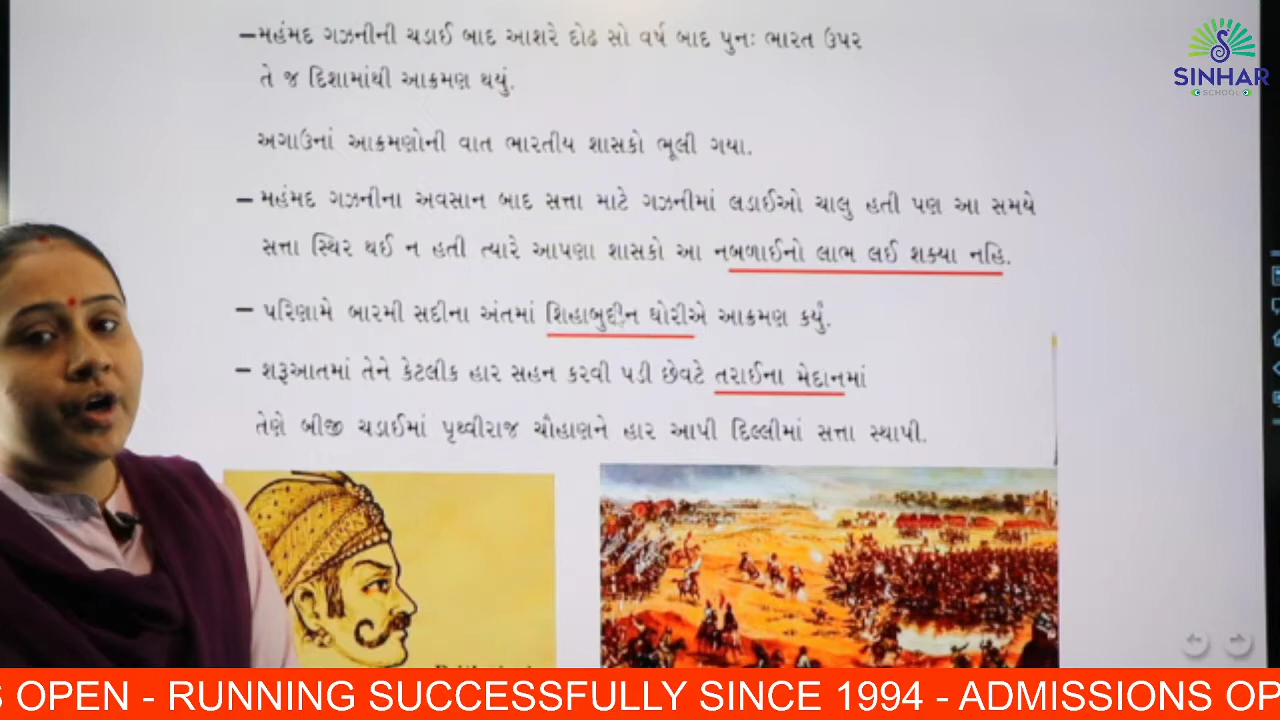 –મહંમદ ગઝનીની ચડાઈ બાદ આશરે દોઢ સો વર્ષ બાદ પુનઃ ભારત ઉપર
તે જ દિશામાંથી આક્રમણ થયું.
અગાઉનાં આક્રમણોની વાત ભારતીય શાસકો ભૂલી ગયા.
– મહંમદ ગઝનીના અવસાન બાદ સત્તા માટે ગઝનીમાં લડાઈઓ ચાલુ હતી પણ આ સમયે
સત્તા સ્થિર થઈ ન હતી ત્યારે આપણા શાસકો આ નબળાઈનો લાભ લઈ શક્યા નહિ.
– પરિણામે બારમી સદીના અંતમાં શિહાબુદ્દીન ઘોરીએ આક્રમણ કર્યું.
– શરૂઆતમાં તેને કેટલીક હાર સહન કરવી પડી છેવટે તરાઈના મેદાનમાં
તેણે બીજી ચડાઈમાં પૃથ્વીરાજ ચૌહાણને હાર આપી દિલ્લીમાં સત્તા સ્થાપી.
SINHAR
SCHOOL
OPEN - RUNNING SUCCESSFULLY SINCE 1994 - ADMISSIONS OP